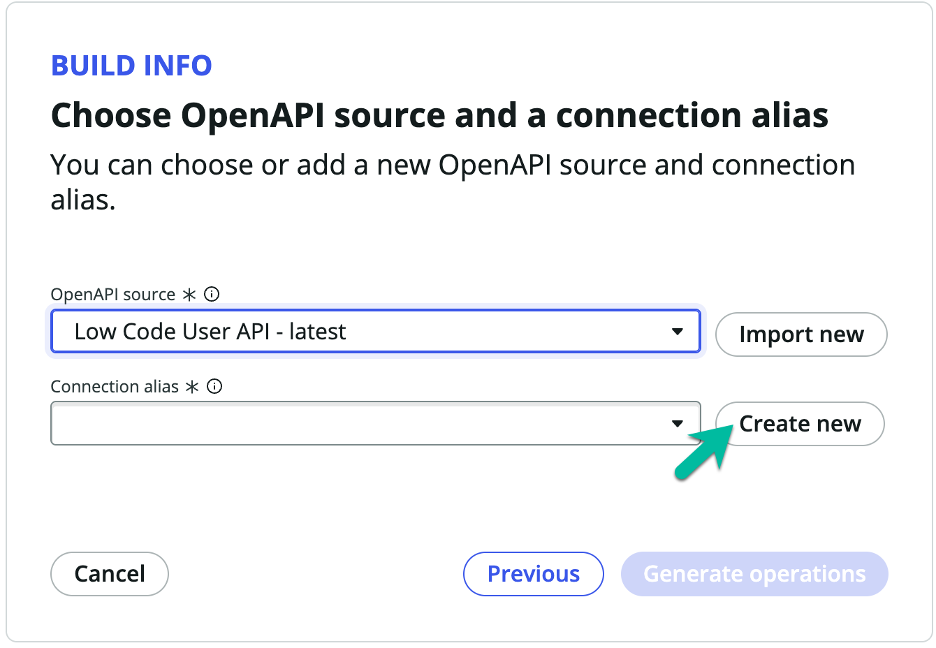 BUILD INFO
Choose OpenAPI source and a connection alias
You can choose or add a new OpenAPI source and connection
alias.
OpenAPI source *
Low Code User API - latest
Import new
Connection alias *
Create new
Cancel
Previous
Generate operations